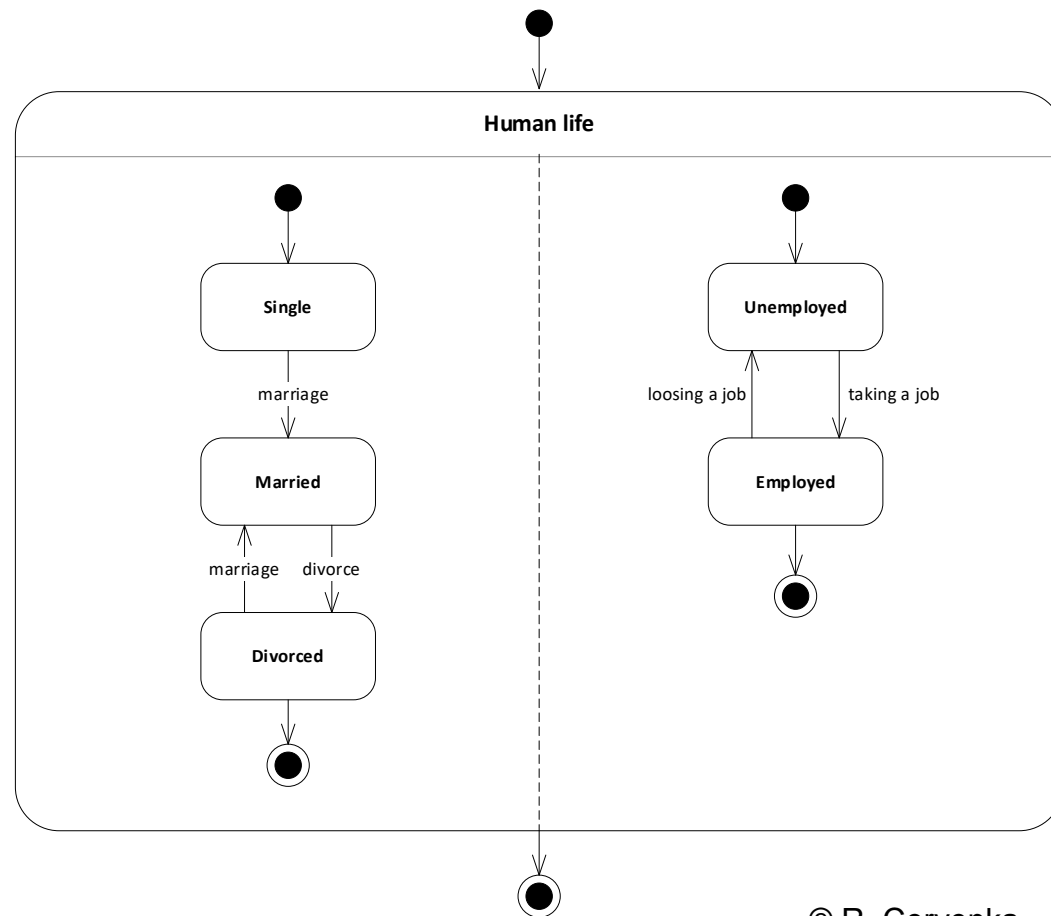 Human life
Single
Unemployed
marriage
loosing a job
taking a job
Married
Employed
marriage
divorce
Divorced